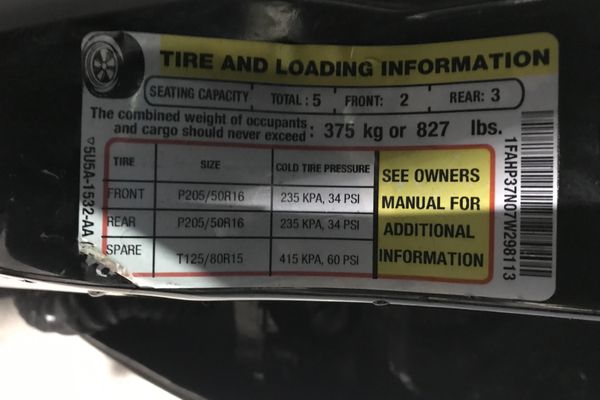 TIRE AND LOADING INFORMATION
SEATING CAPACITY TOTAL : 5 FRONT: 2 REAR: 3
The combined weight of occupants
and cargo should never exceed : 375 kg or 827 lbs.
TIRE SIZE COLD TIRE PRESSURE
FRONT P205/50R16 235 KPA, 34 PSI
REAR P205/50R16 235 KPA, 34 PSI
SPARE T125/80R15 415 KPA, 60 PSI
SEE OWNERS
MANUAL FOR
ADDITIONAL
INFORMATION
5U5A-1532-AA
1FAHP37N07W298113